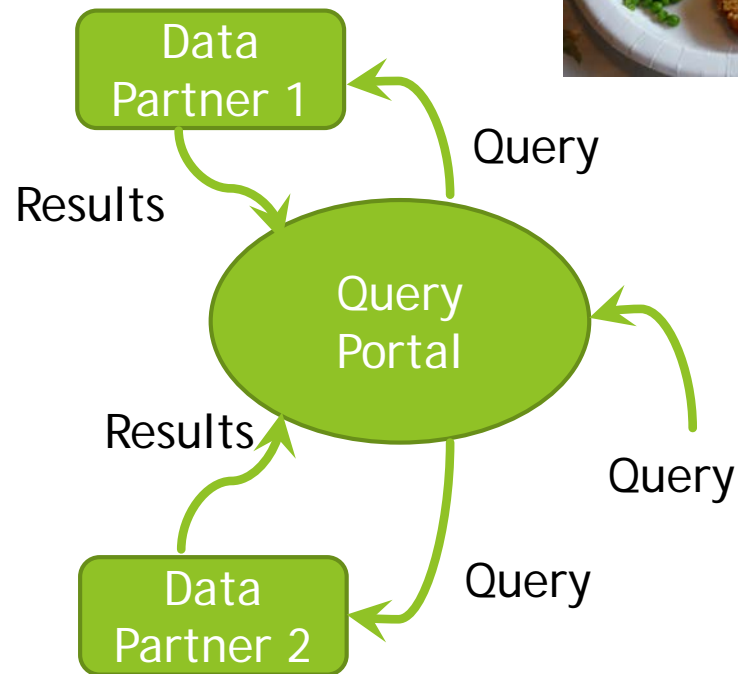 Data
Partner 1
Query
Results
Query
Portal
Results
Query
Query
Data
Partner 2